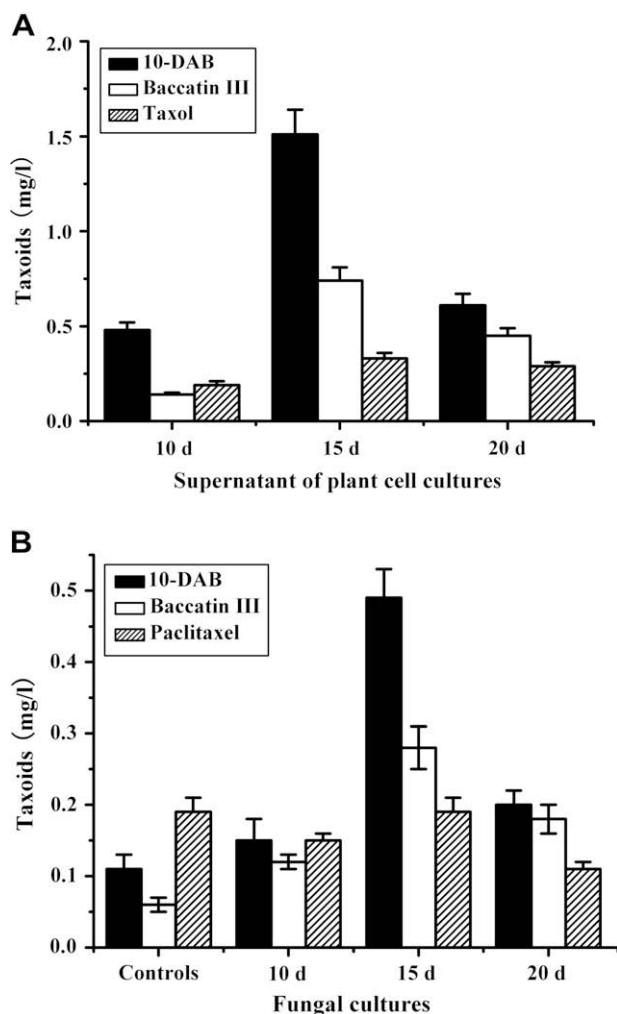 A
2.0
1.5
1.0
0.5
0.0
Taxoids (mg/l)
10-DAB
Baccatin III
Taxol
10 d 15 d 20 d
Supernatant of plant cell cultures
B
0.5
0.4
0.3
0.2
0.1
0.0
Taxoids (mg/l)
10-DAB
Baccatin III
Paclitaxel
Controls 10 d 15 d 20 d
Fungal cultures